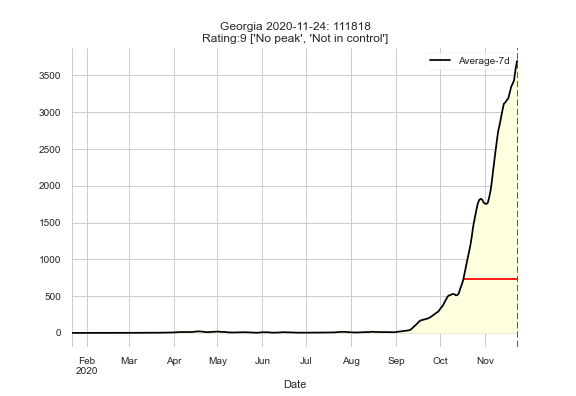 Georgia 2020-11-24: 111818
Rating:9 ['No peak', 'Not in control']
Average-7d
3500
3000
2500
2000
1500
1000
500
0
Feb Mar Apr May Jun Jul Aug Sep Oct Nov
2020
Date